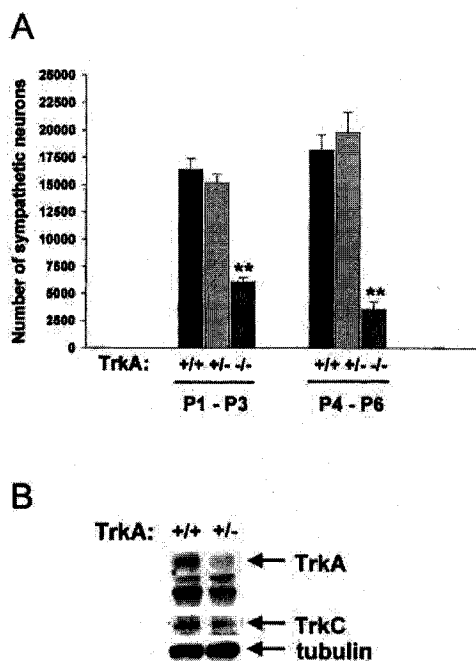 A
Number of sympathetic neurons
25000
22500
20000
17500
15000
12500
10000
7500
5000
2500
0
**
**
TrkA: +/+ +/- -/- +/+ +/- -/-
P1 - P3 P4 - P6
B
TrkA: +/+ +/-
TrkA
TrkC
tubulin